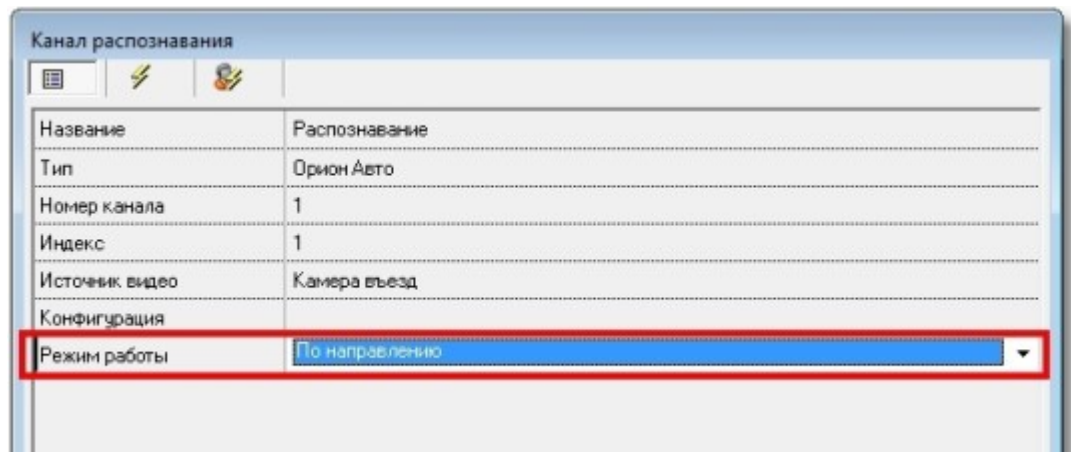 Канал распознавания
Название Распознавание
Тип Орион Авто
Номер канала 1
Индекс 1
Источник видео Камера въезд
Конфигурация
Режим работы По направлению